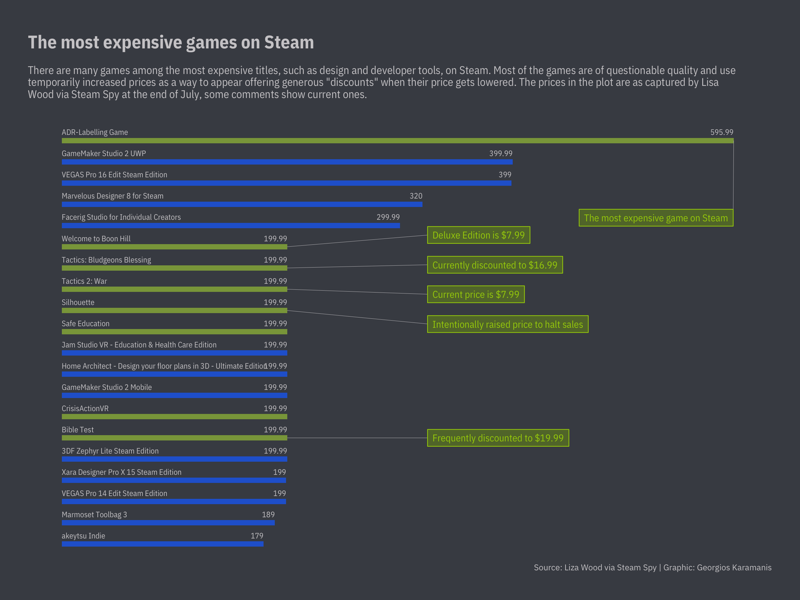 The most expensive games on Steam
There are many games among the most expensive titles, such as design and developer tools, on Steam. Most of the games are of questionable quality and use
temporarily increased prices as a way to appear offering generous "discounts" when their price gets lowered. The prices in the plot are as captured by Lisa
Wood via Steam Spy at the end of July, some comments show current ones.
ADR-Labelling Game 595.99
GameMaker Studio 2 UWP 399.99
VEGAS Pro 16 Edit Steam Edition 399
Marvelous Designer 8 for Steam 320
Facerig Studio for Individual Creators 299.99
The most expensive game on Steam
Welcome to Boon Hill 199.99
Deluxe Edition is $7.99
Tactics: Bludgeons Blessing 199.99
Currently discounted to $16.99
Tactics 2: War 199.99
Current price is $7.99
Silhouette 199.99
Intentionally raised price to halt sales
Safe Education 199.99
Jam Studio VR - Education & Health Care Edition 199.99
Home Architect - Design your floor plans in 3D - Ultimate Edition 199.99
GameMaker Studio 2 Mobile 199.99
CrisisActionVR 199.99
Bible Test 199.99
Frequently discounted to $19.99
3DF Zephyr Lite Steam Edition 199.99
Xara Designer Pro X 15 Steam Edition 199
VEGAS Pro 14 Edit Steam Edition 199
Marmoset Toolbag 3 189
akeytsu Indie 179
Source: Liza Wood via Steam Spy | Graphic: Georgios Karamanis